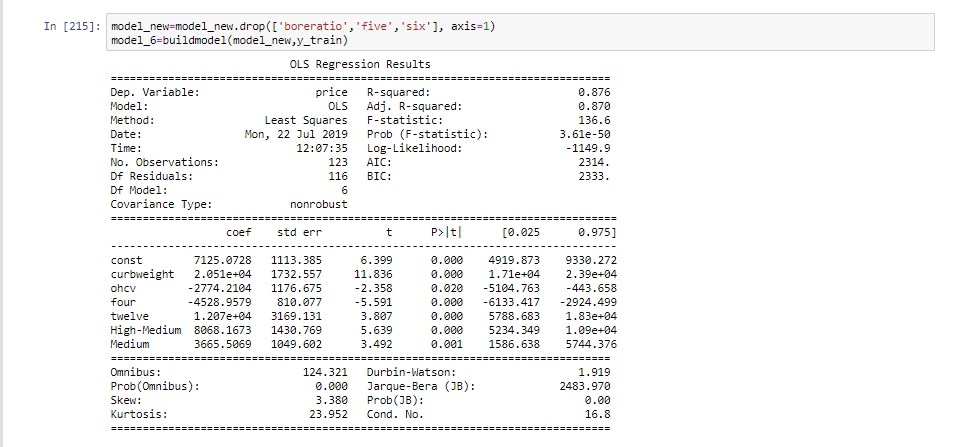 In [215]: model_new=model_new.drop(['boreratio','five','six'], axis=1)
model_6=buildmodel(model_new,y_train)
OLS Regression Results
==============================================================================
Dep. Variable: price R-squared: 0.876
Model: OLS Adj. R-squared: 0.870
Method: Least Squares F-statistic: 136.6
Date: Mon, 22 Jul 2019 Prob (F-statistic): 3.61e-50
Time: 12:07:35 Log-Likelihood: -1149.9
No. Observations: 123 AIC: 2314.
Df Residuals: 116 BIC: 2333.
Df Model: 6
Covariance Type: nonrobust
===============================================================================
coef std err t P>|t| [0.025 0.975]
-------------------------------------------------------------------------------
const 7125.0728 1113.385 6.399 0.000 4919.873 9330.272
curbweight 2.051e+04 1732.557 11.836 0.000 1.71e+04 2.39e+04
ohcv -2774.2104 1176.675 -2.358 0.020 -5104.763 -443.658
four -4528.9579 810.077 -5.591 0.000 -6133.417 -2924.499
twelve 1.207e+04 3169.131 3.807 0.000 5788.683 1.83e+04
High-Medium 8068.1673 1430.769 5.639 0.000 5234.349 1.09e+04
Medium 3665.5069 1049.602 3.492 0.001 1586.638 5744.376
==============================================================================
Omnibus: 124.321 Durbin-Watson: 1.919
Prob(Omnibus): 0.000 Jarque-Bera (JB): 2483.970
Skew: 3.380 Prob(JB): 0.00
Kurtosis: 23.952 Cond. No. 16.8
==============================================================================